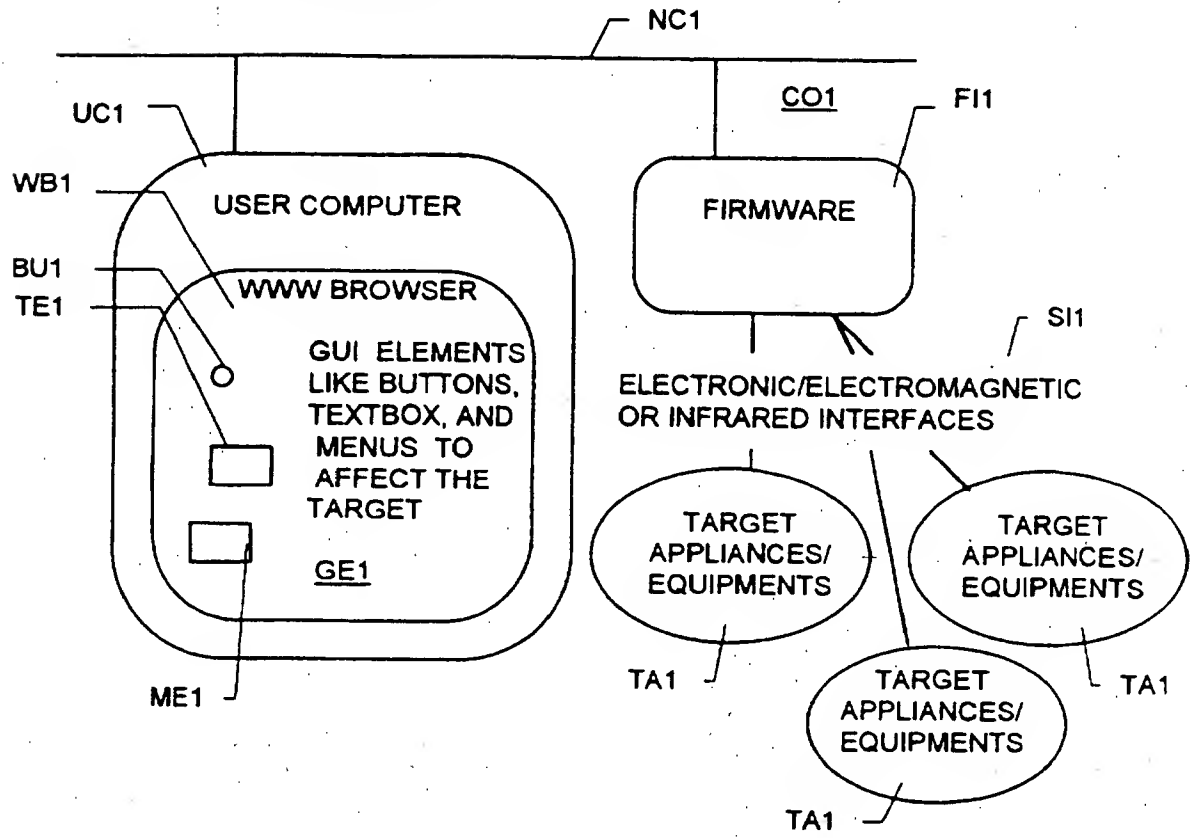 NC1
UC1
CO1
FI1
WB1
USER COMPUTER
FIRMWARE
BU1
WWW BROWSER
TE1
SI1
GUI ELEMENTS
LIKE BUTTONS,
TEXTBOX, AND
MENUS TO
AFFECT THE
TARGET
ELECTRONIC/ELECTROMAGNETIC
OR INFRARED INTERFACES
GE1
TARGET
APPLIANCES/
EQUIPMENTS
TARGET
APPLIANCES/
EQUIPMENTS
ME1
TA1
TARGET
APPLIANCES/
EQUIPMENTS
TA1
TA1